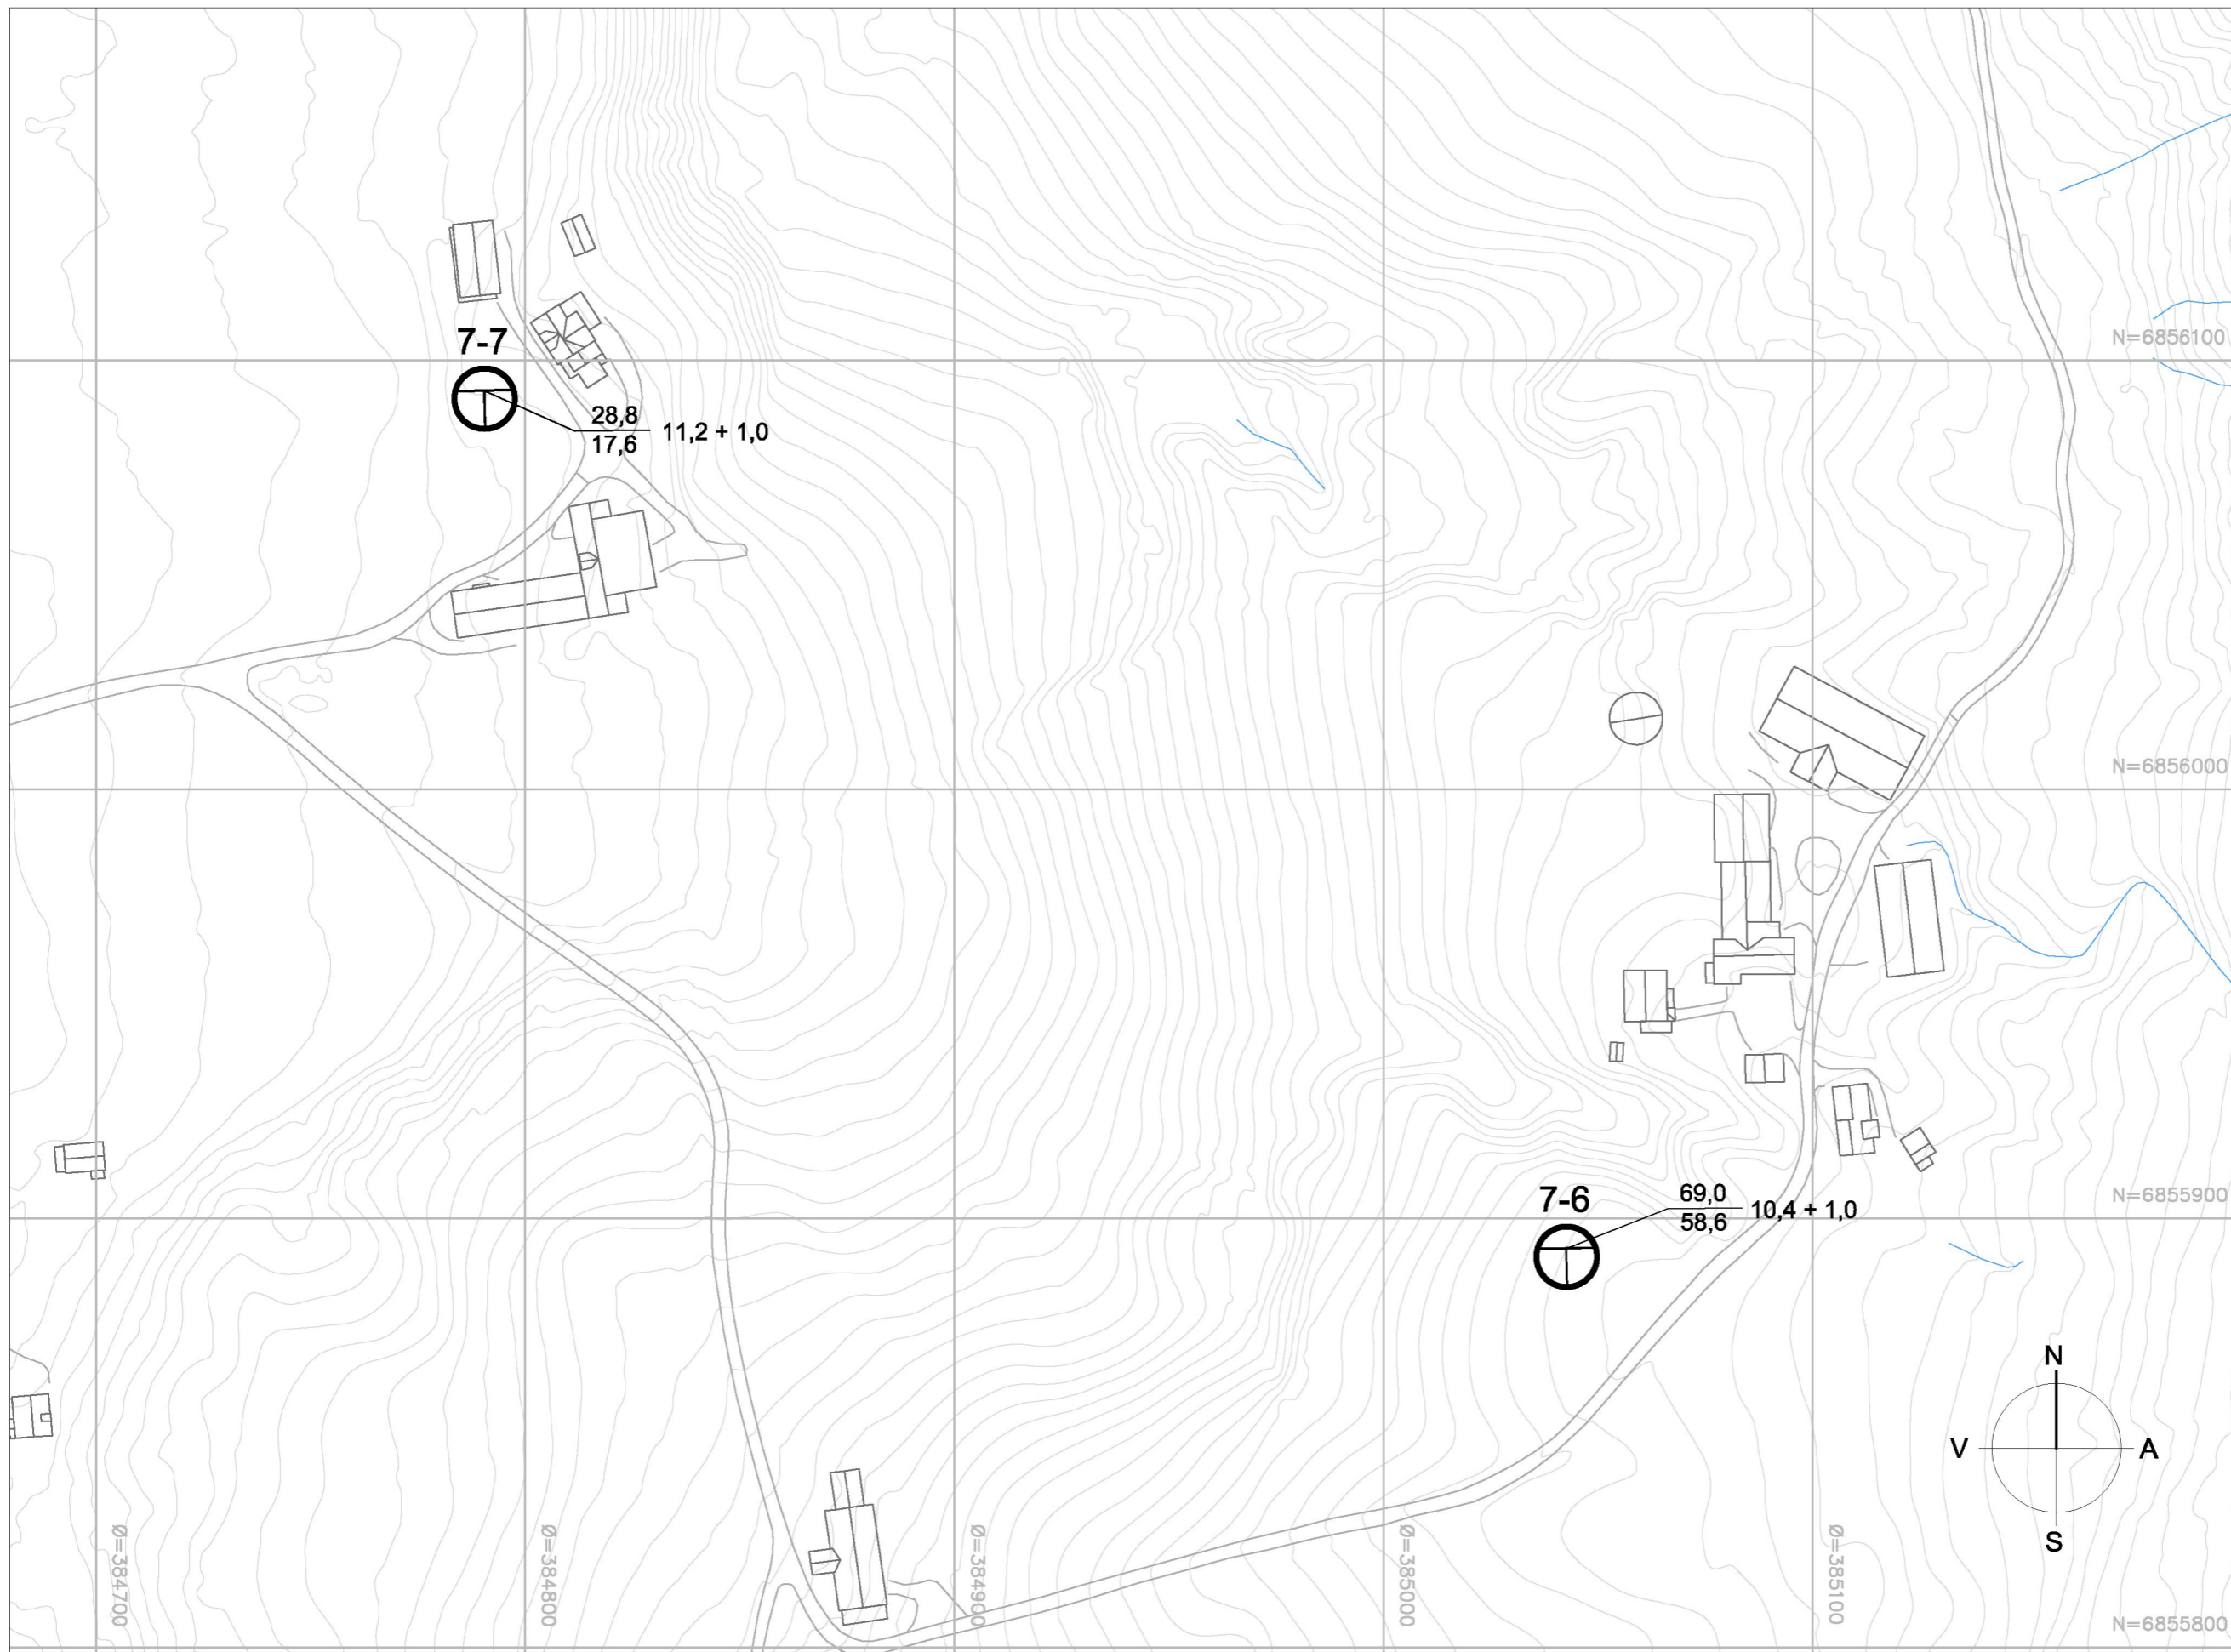 7-7
28,8
17,6
11,2 + 1,0
N=6856100
N=6856000
7-6
69,0
58,6
10,4 + 1,0
N=6855900
N
V
A
S
Ø=384700
Ø=384800
Ø=384900
Ø=385000
Ø=385100
N=6855800